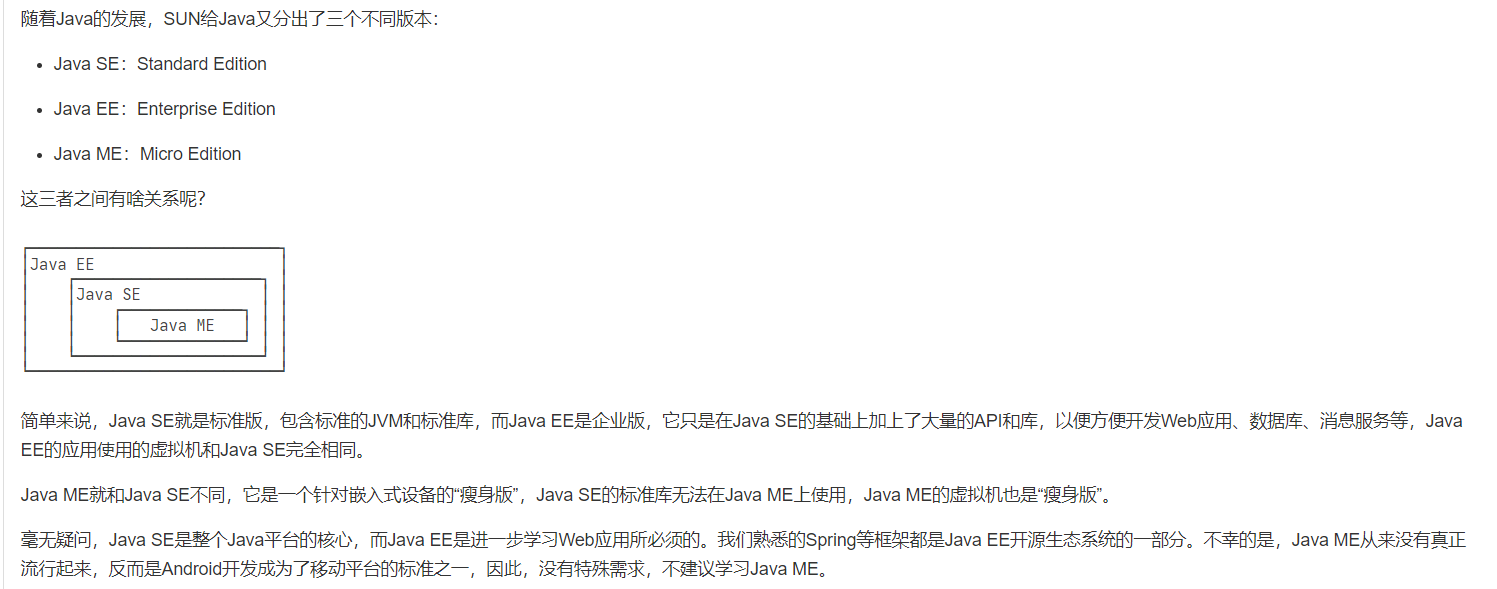 随着Java的发展，SUN给Java又分出了三个不同版本：
• Java SE：Standard Edition
• Java EE：Enterprise Edition
• Java ME：Micro Edition
这三者之间有啥关系呢？
Java EE
Java SE
Java ME
简单来说，Java SE就是标准版，包含标准的JVM和标准库，而Java EE是企业版，它只是在Java SE的基础上加上了大量的API和库，以便方便开发Web应用、数据库、消息服务等，Java
EE的应用使用的虚拟机和Java SE完全相同。
Java ME就和Java SE不同，它是一个针对嵌入式设备的“瘦身版”，Java SE的标准库无法在Java ME上使用，Java ME的虚拟机也是“瘦身版”。
毫无疑问，Java SE是整个Java平台的核心，而Java EE是进一步学习Web应用所必须的。我们熟悉的Spring等框架都是Java EE开源生态系统的一部分。不幸的是，Java ME从来没有真正
流行起来，反而是Android开发成为了移动平台的标准之一，因此，没有特殊需求，不建议学习Java ME。